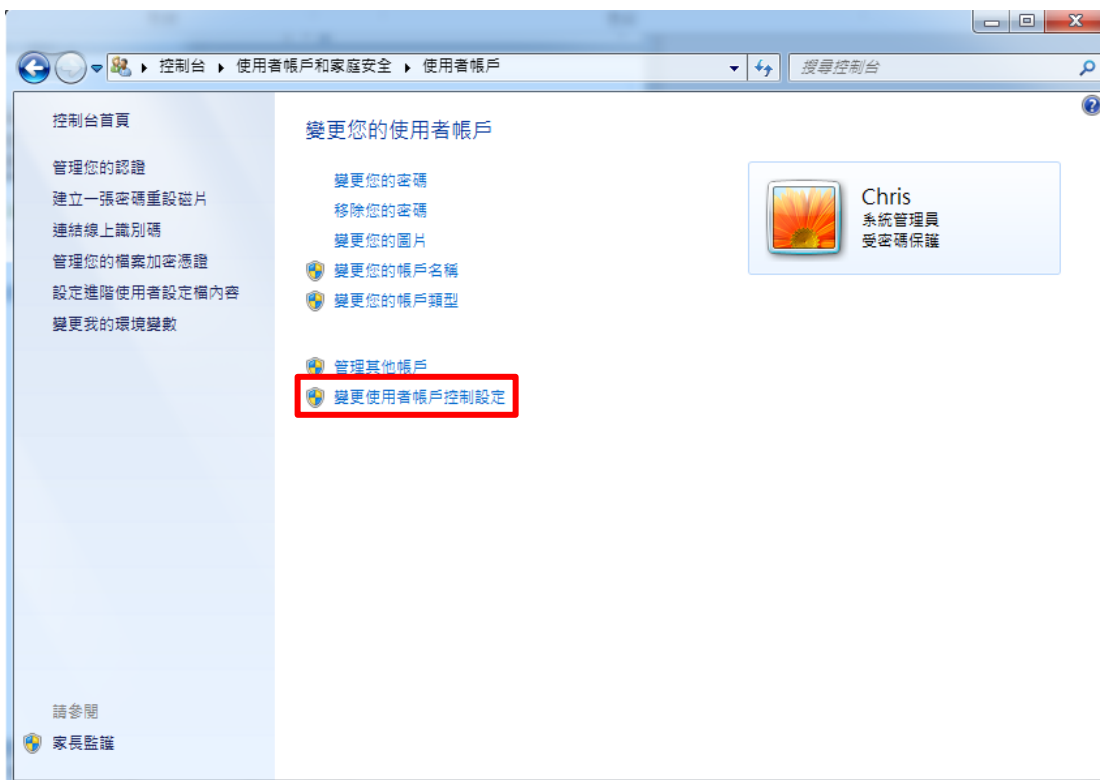 控制台 ▸ 使用者帳戶和家庭安全 ▸ 使用者帳戶
搜尋控制台
控制台首頁
管理您的認證
建立一張密碼重設磁片
連結線上識別碼
管理您的檔案加密憑證
設定進階使用者設定檔內容
變更我的環境變數
變更您的使用者帳戶
變更您的密碼
移除您的密碼
變更您的圖片
變更您的帳戶名稱
變更您的帳戶類型
管理其他帳戶
變更使用者帳戶控制設定
Chris
系統管理員
受密碼保護
請參閱
家長監護